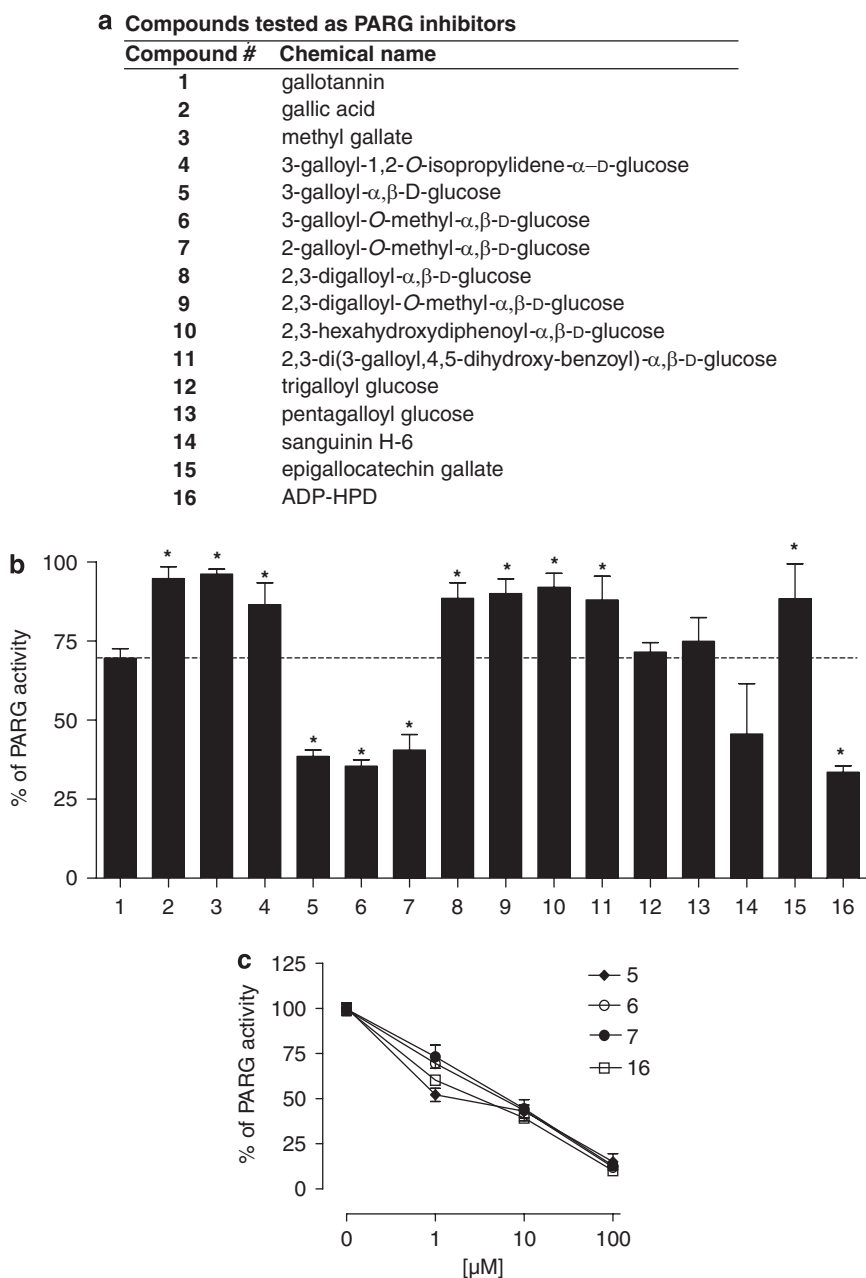 a Compounds tested as PARG inhibitors
Compound # Chemical name
1 gallotannin
2 gallic acid
3 methyl gallate
4 3-galloyl-1,2-O-isopropylidene-α–D-glucose
5 3-galloyl-α,β-D-glucose
6 3-galloyl-O-methyl-α,β-D-glucose
7 2-galloyl-O-methyl-α,β-D-glucose
8 2,3-digalloyl-α,β-D-glucose
9 2,3-digalloyl-O-methyl-α,β-D-glucose
10 2,3-hexahydroxydiphenoyl-α,β-D-glucose
11 2,3-di(3-galloyl,4,5-dihydroxy-benzoyl)-α,β-D-glucose
12 trigalloyl glucose
13 pentagalloyl glucose
14 sanguinin H-6
15 epigallocatechin gallate
16 ADP-HPD
b
% of PARG activity
100
75
50
25
0
* * * * * * * * * * * *
1 2 3 4 5 6 7 8 9 10 11 12 13 14 15 16
c
% of PARG activity
125
100
75
50
25
0
5
6
7
16
0 1 10 100
[µM]